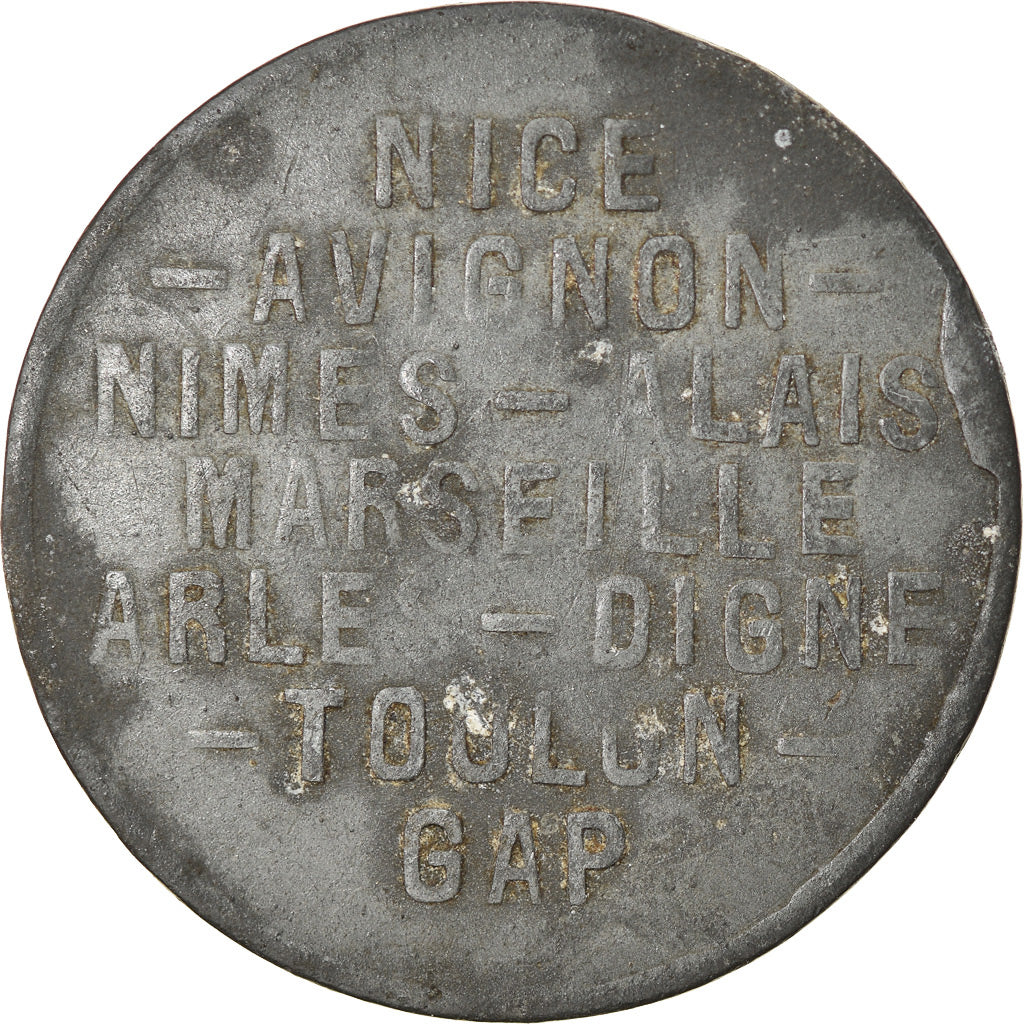 NICE
- AVIGNON -
NIMES - ALAIS
MARSEILLE
ARLE - DIGNE
- TOULON -
GAP